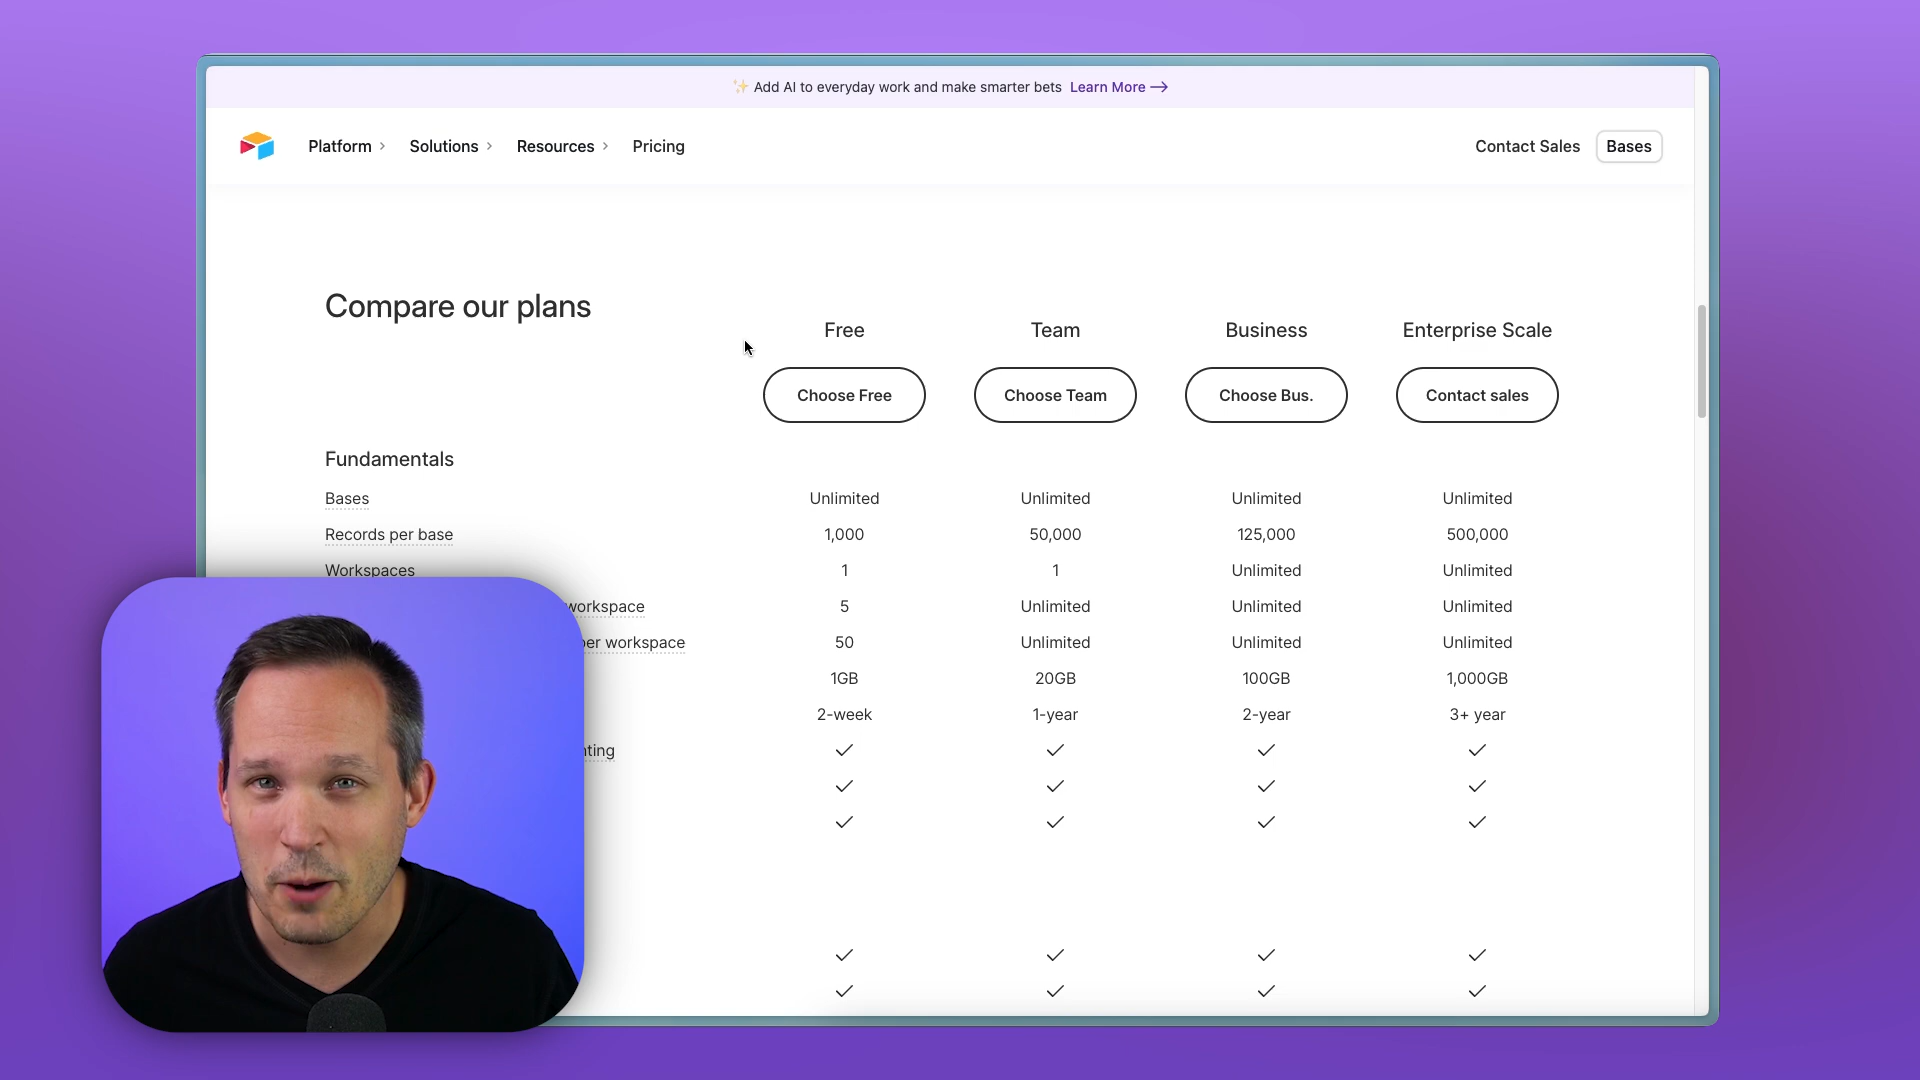 ✨ Add AI to everyday work and make smarter bets Learn More →
Platform Solutions Resources Pricing Contact Sales Bases
Compare our plans
Free Team Business Enterprise Scale
Choose Free Choose Team Choose Bus. Contact sales
Fundamentals
Bases Unlimited Unlimited Unlimited Unlimited
Records per base 1,000 50,000 125,000 500,000
Workspaces 1 1 Unlimited Unlimited
workspace 5 Unlimited Unlimited Unlimited
per workspace 50 Unlimited Unlimited Unlimited
1GB 20GB 100GB 1,000GB
2-week 1-year 2-year 3+ year
nting